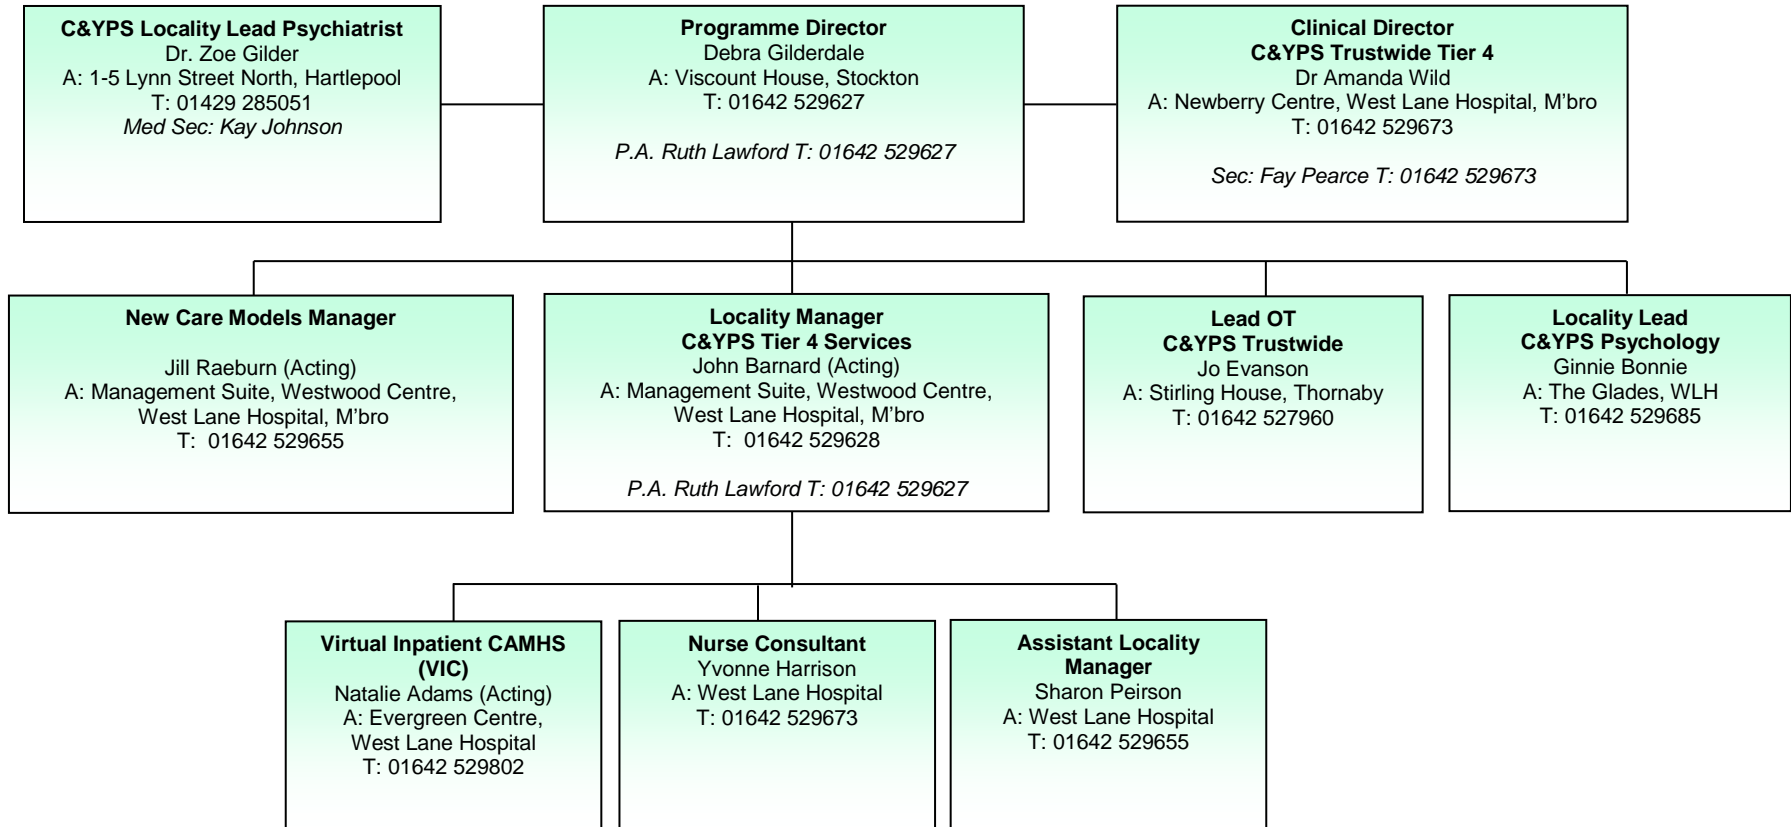 C&YPS Locality Lead Psychiatrist
Dr. Zoe Gilder
A: 1-5 Lynn Street North, Hartlepool
T: 01429 285051
Med Sec: Kay Johnson
Programme Director
Debra Gilderdale
A: Viscount House, Stockton
T: 01642 529627
P.A. Ruth Lawford T: 01642 529627
Clinical Director
C&YPS Trustwide Tier 4
Dr Amanda Wild
A: Newberry Centre, West Lane Hospital, M’bro
T: 01642 529673
Sec: Fay Pearce T: 01642 529673
New Care Models Manager
Jill Raeburn (Acting)
A: Management Suite, Westwood Centre,
West Lane Hospital, M’bro
T:  01642 529655
Locality Manager
C&YPS Tier 4 Services
John Barnard (Acting)
A: Management Suite, Westwood Centre,
West Lane Hospital, M’bro
T:  01642 529628
P.A. Ruth Lawford T: 01642 529627
Lead OT
C&YPS Trustwide
Jo Evanson
A: Stirling House, Thornaby
T: 01642 527960
Locality Lead
C&YPS Psychology
Ginnie Bonnie
A: The Glades, WLH
T: 01642 529685
Virtual Inpatient CAMHS
(VIC)
Natalie Adams (Acting)
A: Evergreen Centre,
West Lane Hospital
T: 01642 529802
Nurse Consultant
Yvonne Harrison
A: West Lane Hospital
T: 01642 529673
Assistant Locality
Manager
Sharon Peirson
A: West Lane Hospital
T: 01642 529655